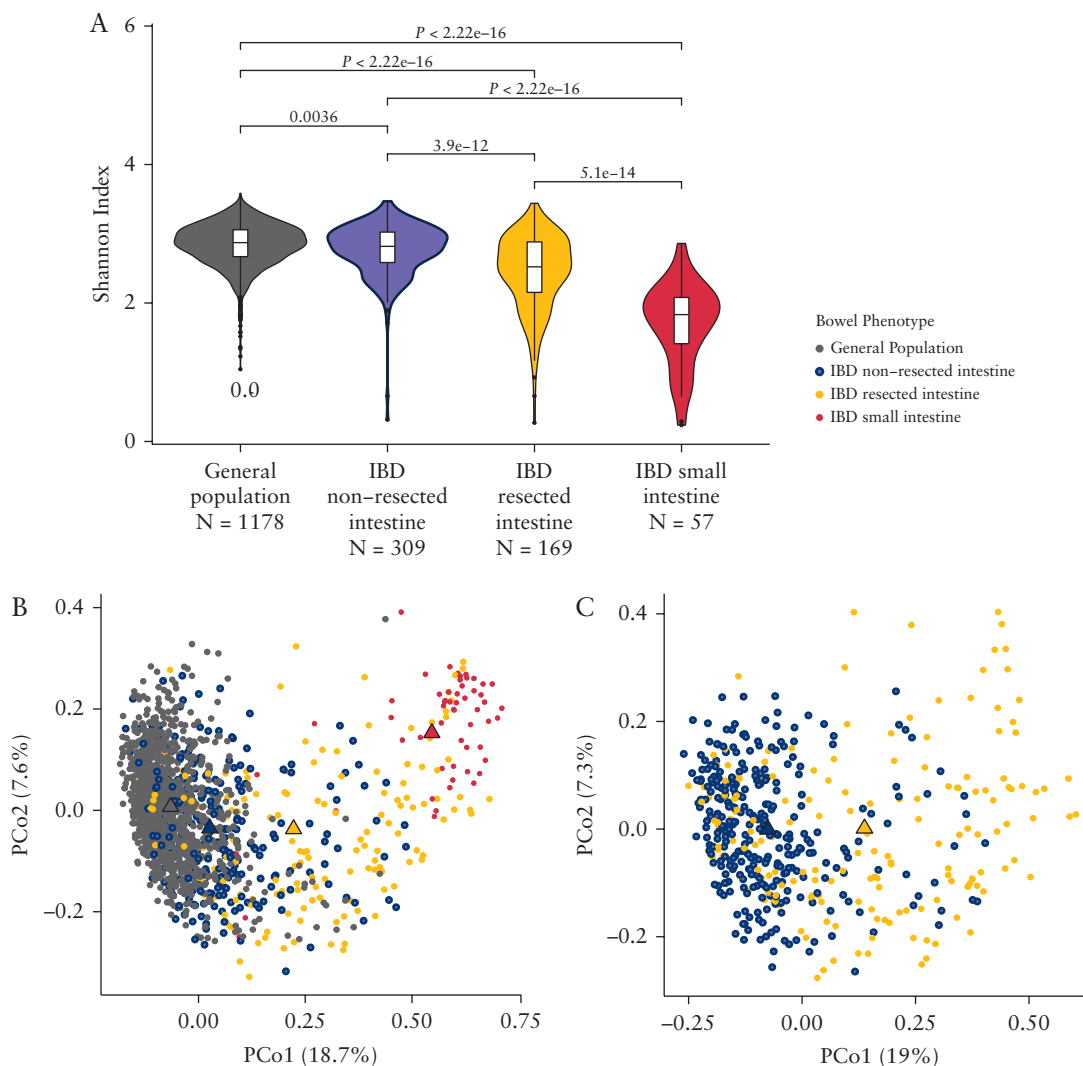 A
6
4
2
0
Shannon Index
P < 2.22e−16
P < 2.22e−16
P < 2.22e−16
0.0036
3.9e−12
5.1e−14
0.0
General
population
N = 1178
IBD
non−resected
intestine
N = 309
IBD
resected
intestine
N = 169
IBD small
intestine
N = 57
Bowel Phenotype
General Population
IBD non−resected intestine
IBD resected intestine
IBD small intestine
B
0.4
0.2
0.0
−0.2
PCo2 (7.6%)
0.00
0.25
0.50
0.75
PCo1 (18.7%)
C
0.4
0.2
0.0
−0.2
PCo2 (7.3%)
−0.25
0.00
0.25
0.50
PCo1 (19%)